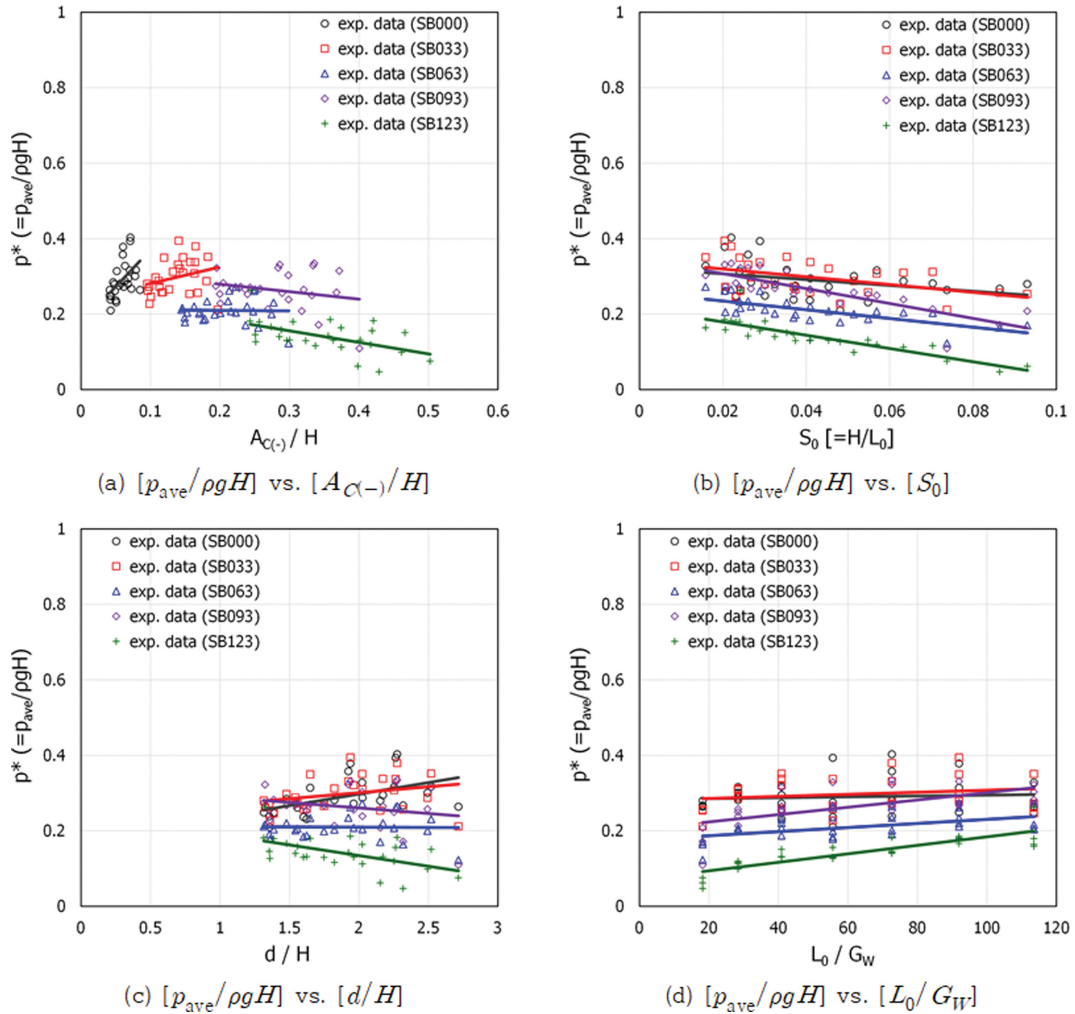 1
0.8
0.6
0.4
0.2
0
p* (=pave/ρgH)
exp. data (SB000)
exp. data (SB033)
exp. data (SB063)
exp. data (SB093)
exp. data (SB123)
0 0.1 0.2 0.3 0.4 0.5 0.6
AC(-) / H
(a) [pave/ρgH] vs. [AC(−)/H]
1
0.8
0.6
0.4
0.2
0
p* (=pave/ρgH)
exp. data (SB000)
exp. data (SB033)
exp. data (SB063)
exp. data (SB093)
exp. data (SB123)
0 0.02 0.04 0.06 0.08 0.1
S0 [=H/L0]
(b) [pave/ρgH] vs. [S0]
1
0.8
0.6
0.4
0.2
0
p* (=pave/ρgH)
exp. data (SB000)
exp. data (SB033)
exp. data (SB063)
exp. data (SB093)
exp. data (SB123)
0 0.5 1 1.5 2 2.5 3
d / H
(c) [pave/ρgH] vs. [d/H]
1
0.8
0.6
0.4
0.2
0
p* (=pave/ρgH)
exp. data (SB000)
exp. data (SB033)
exp. data (SB063)
exp. data (SB093)
exp. data (SB123)
0 20 40 60 80 100 120
L0 / GW
(d) [pave/ρgH] vs. [L0/GW]